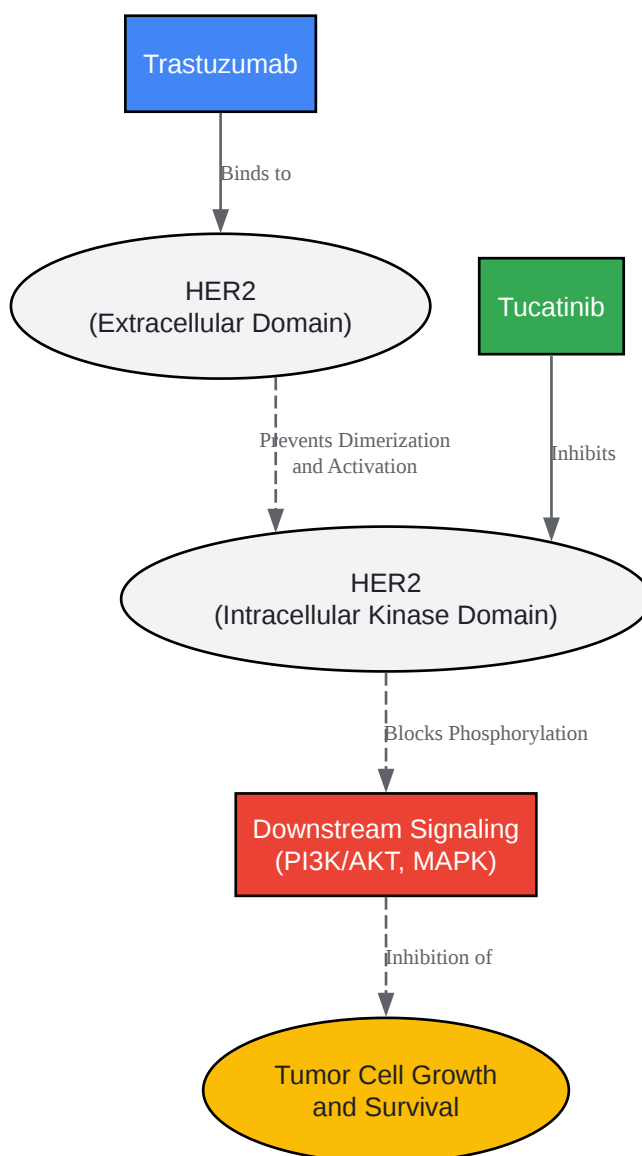 Trastuzumab
Binds to
HER2
(Extracellular Domain)
Tucatinib
Prevents Dimerization
and Activation
Inhibits
HER2
(Intracellular Kinase Domain)
Blocks Phosphorylation
Downstream Signaling
(PI3K/AKT, MAPK)
Inhibition of
Tumor Cell Growth
and Survival